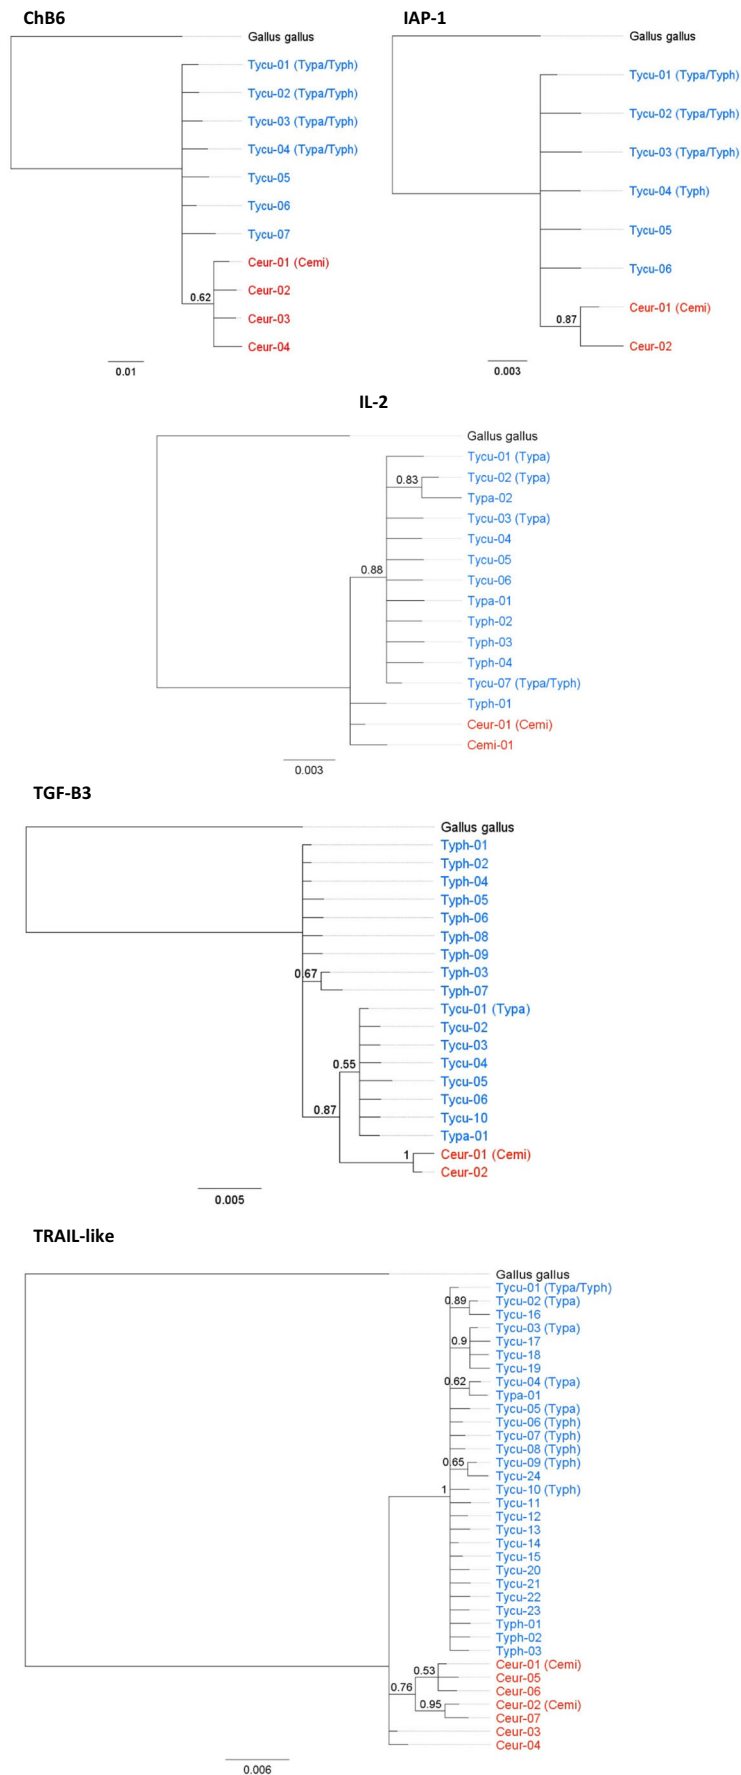 ChB6
Gallus gallus
Tycu-01 (Typa/Typh)
Tycu-02 (Typa/Typh)
Tycu-03 (Typa/Typh)
Tycu-04 (Typa/Typh)
Tycu-05
Tycu-06
Tycu-07
Ceur-01 (Cemi)
0.62
Ceur-02
Ceur-03
Ceur-04
0.01
IAP-1
Gallus gallus
Tycu-01 (Typa/Typh)
Tycu-02 (Typa/Typh)
Tycu-03 (Typa/Typh)
Tycu-04 (Typh)
Tycu-05
Tycu-06
Ceur-01 (Cemi)
0.87
Ceur-02
0.003
IL-2
Gallus gallus
Tycu-01 (Typa)
0.83
Tycu-02 (Typa)
Typa-02
Tycu-03 (Typa)
Tycu-04
Tycu-05
0.88
Tycu-06
Typa-01
Typh-02
Typh-03
Typh-04
Tycu-07 (Typa/Typh)
Typh-01
Ceur-01 (Cemi)
Cemi-01
0.003
TGF-B3
Gallus gallus
Typh-01
Typh-02
Typh-04
Typh-05
Typh-06
Typh-08
Typh-09
0.67
Typh-03
Typh-07
Tycu-01 (Typa)
Tycu-02
Tycu-03
0.55
Tycu-04
Tycu-05
Tycu-06
0.87
Tycu-10
Typa-01
1
Ceur-01 (Cemi)
Ceur-02
0.005
TRAIL-like
Gallus gallus
Tycu-01 (Typa/Typh)
0.89
Tycu-02 (Typa)
Tycu-16
Tycu-03 (Typa)
0.9
Tycu-17
Tycu-18
Tycu-19
0.62
Tycu-04 (Typa)
Typa-01
Tycu-05 (Typa)
Tycu-06 (Typh)
Tycu-07 (Typh)
Tycu-08 (Typh)
0.65
Tycu-09 (Typh)
Tycu-24
1
Tycu-10 (Typh)
Tycu-11
Tycu-12
Tycu-13
Tycu-14
Tycu-15
Tycu-20
Tycu-21
Tycu-22
Tycu-23
Typh-01
Typh-02
Typh-03
Ceur-01 (Cemi)
0.53
Ceur-05
0.76
Ceur-06
0.95
Ceur-02 (Cemi)
Ceur-07
Ceur-03
Ceur-04
0.006